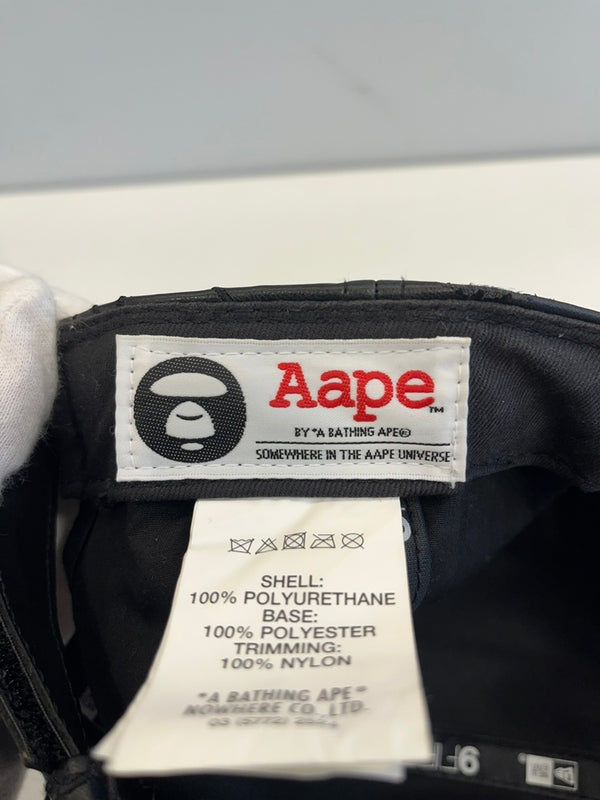 Aape™
BY *A BATHING APE®
SOMEWHERE IN THE AAPE UNIVERSE
SHELL:
100% POLYURETHANE
BASE:
100% POLYESTER
TRIMMING:
100% NYLON
"A BATHING APE"
NOWHERE CO. LTD.